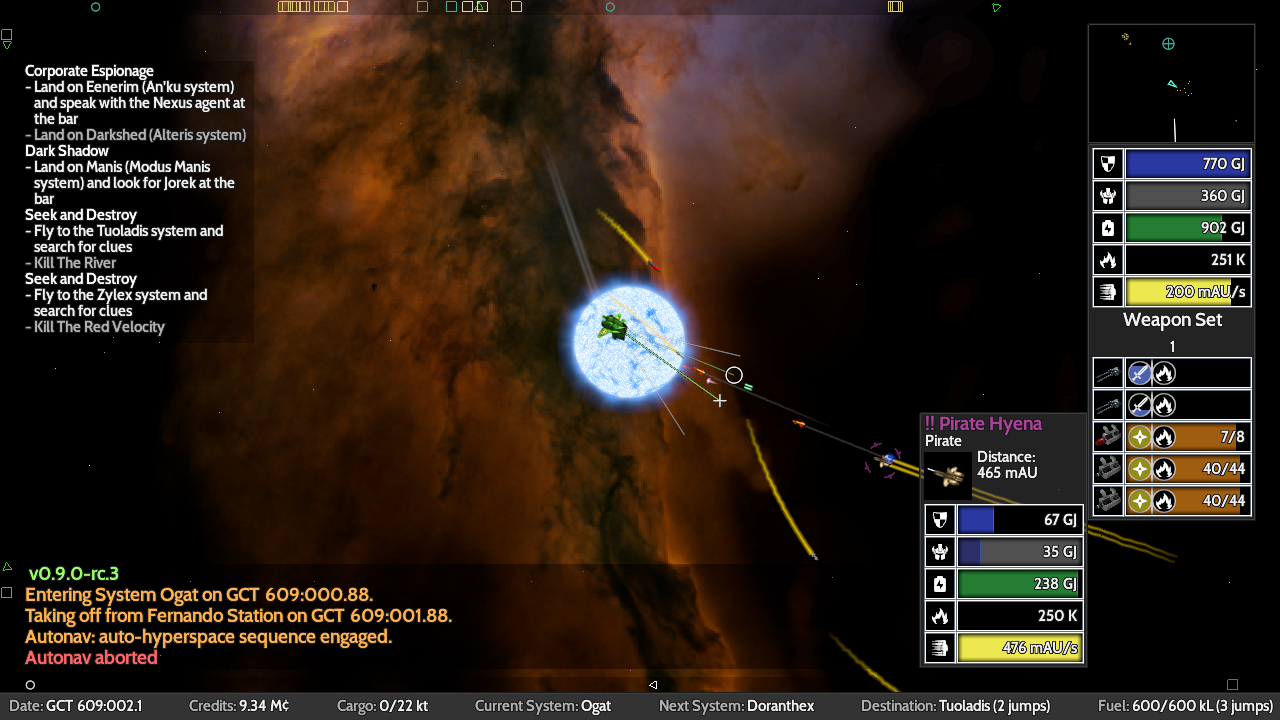 Corporate Espionage
- Land on Eenerim (An'ku system)
and speak with the Nexus agent at
the bar
- Land on Darkshed (Alteris system)
Dark Shadow
- Land on Manis (Modus Manis
system) and look for Jorek at the
bar
Seek and Destroy
- Fly to the Tuoladis system and
search for clues
- Kill The River
Seek and Destroy
- Fly to the Zylex system and
search for clues
- Kill The Red Velocity
770 GJ
360 GJ
902 GJ
251 K
200 mAU/s
Weapon Set
1
7/8
40/44
40/44
!! Pirate Hyena
Pirate
Distance:
465 mAU
67 GJ
35 GJ
238 GJ
250 K
476 mAU/s
v0.9.0-rc.3
Entering System Ogat on GCT 609:000.88.
Taking off from Fernando Station on GCT 609:001.88.
Autonav: auto-hyperspace sequence engaged.
Autonav aborted
Date: GCT 609:002.1 Credits: 9.34 M¢ Cargo: 0/22 kt Current System: Ogat Next System: Doranthex Destination: Tuoladis (2 jumps) Fuel: 600/600 kL (3 jumps)